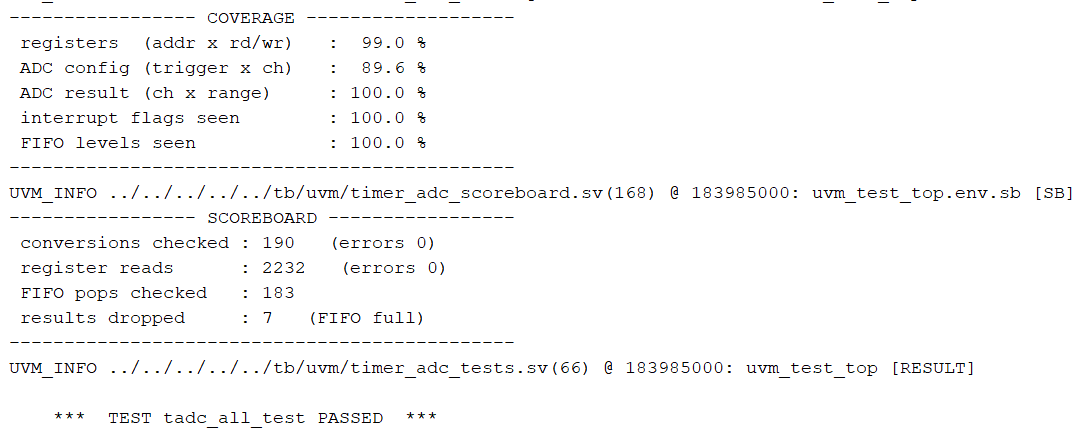 ----------------- COVERAGE -------------------
registers  (addr x rd/wr)   :  99.0 %
ADC config (trigger x ch)   :  89.6 %
ADC result (ch x range)     : 100.0 %
interrupt flags seen        : 100.0 %
FIFO levels seen            : 100.0 %
----------------------------------------------
UVM_INFO ../../../../../tb/uvm/timer_adc_scoreboard.sv(168) @ 183985000: uvm_test_top.env.sb [SB]
----------------- SCOREBOARD -----------------
conversions checked : 190   (errors 0)
register reads      : 2232   (errors 0)
FIFO pops checked   : 183
results dropped     : 7   (FIFO full)
----------------------------------------------
UVM_INFO ../../../../../tb/uvm/timer_adc_tests.sv(66) @ 183985000: uvm_test_top [RESULT]
***  TEST tadc_all_test PASSED  ***